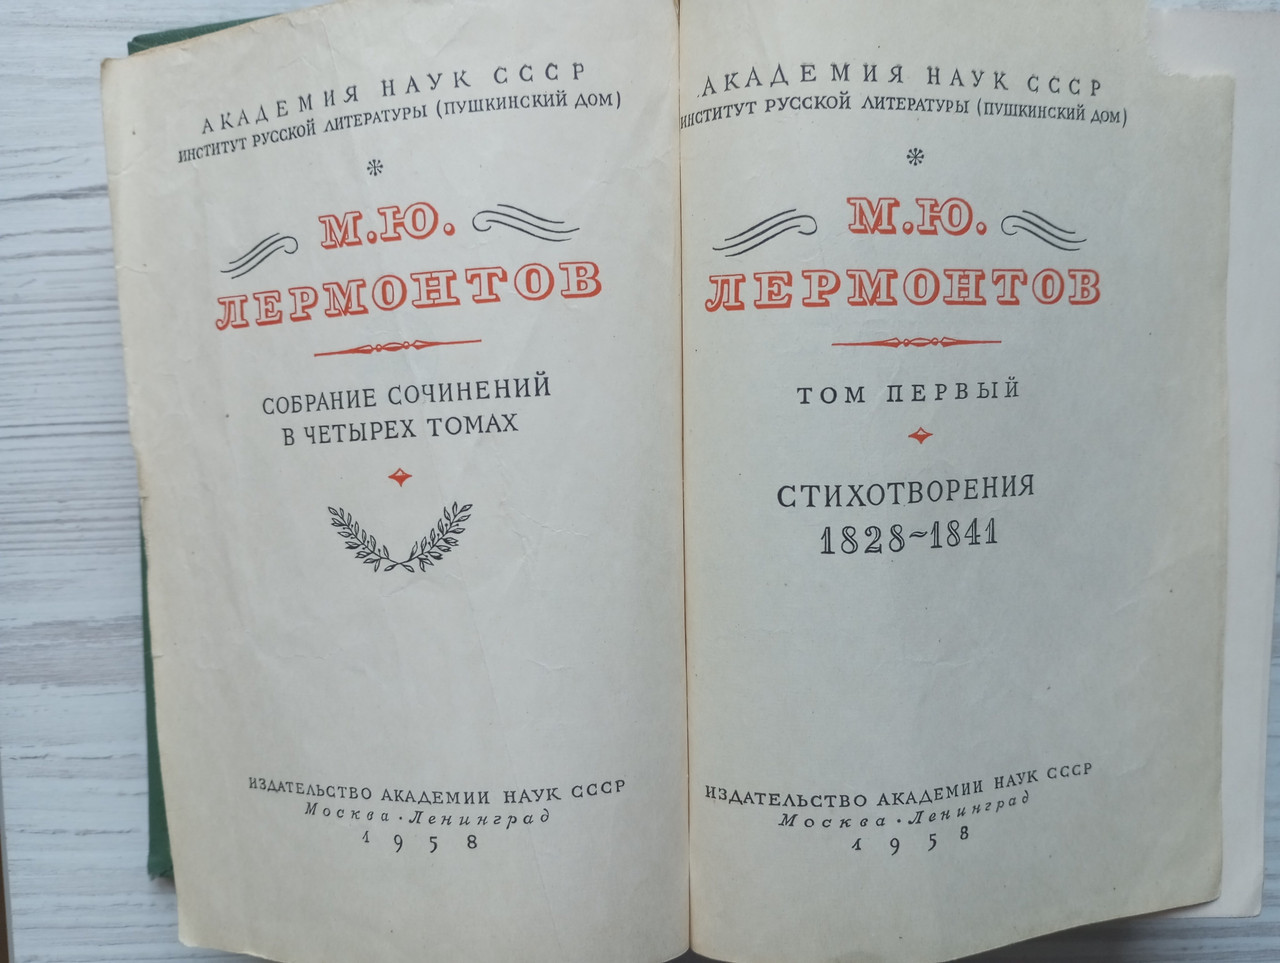 АКАДЕМИЯ НАУК СССР
ИНСТИТУТ РУССКОЙ ЛИТЕРАТУРЫ (ПУШКИНСКИЙ ДОМ)
М.Ю.
ЛЕРМОНТОВ
СОБРАНИЕ СОЧИНЕНИЙ
В ЧЕТЫРЕХ ТОМАХ
ИЗДАТЕЛЬСТВО АКАДЕМИИ НАУК СССР
Москва · Ленинград
1958
АКАДЕМИЯ НАУК СССР
ИНСТИТУТ РУССКОЙ ЛИТЕРАТУРЫ (ПУШКИНСКИЙ ДОМ)
М.Ю.
ЛЕРМОНТОВ
ТОМ ПЕРВЫЙ
СТИХОТВОРЕНИЯ
1828~1841
ИЗДАТЕЛЬСТВО АКАДЕМИИ НАУК СССР
Москва · Ленинград
1958